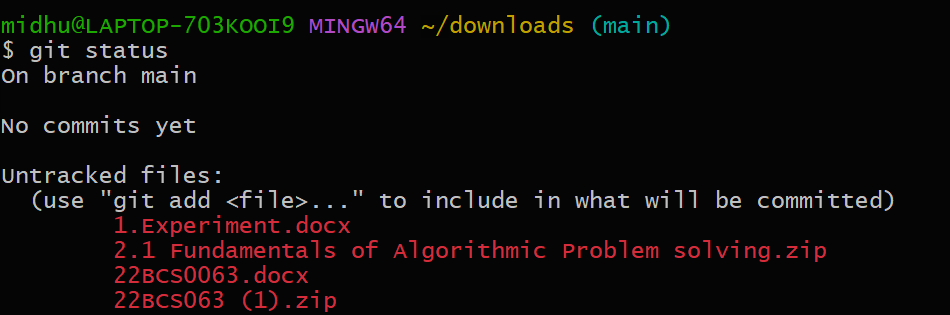 midhu@LAPTOP-703KOOI9 MINGW64 ~/downloads (main)
$ git status
On branch main
No commits yet
Untracked files:
(use "git add <file>..." to include in what will be committed)
1.Experiment.docx
2.1 Fundamentals of Algorithmic Problem solving.zip
22BCS0063.docx
22BCS063 (1).zip